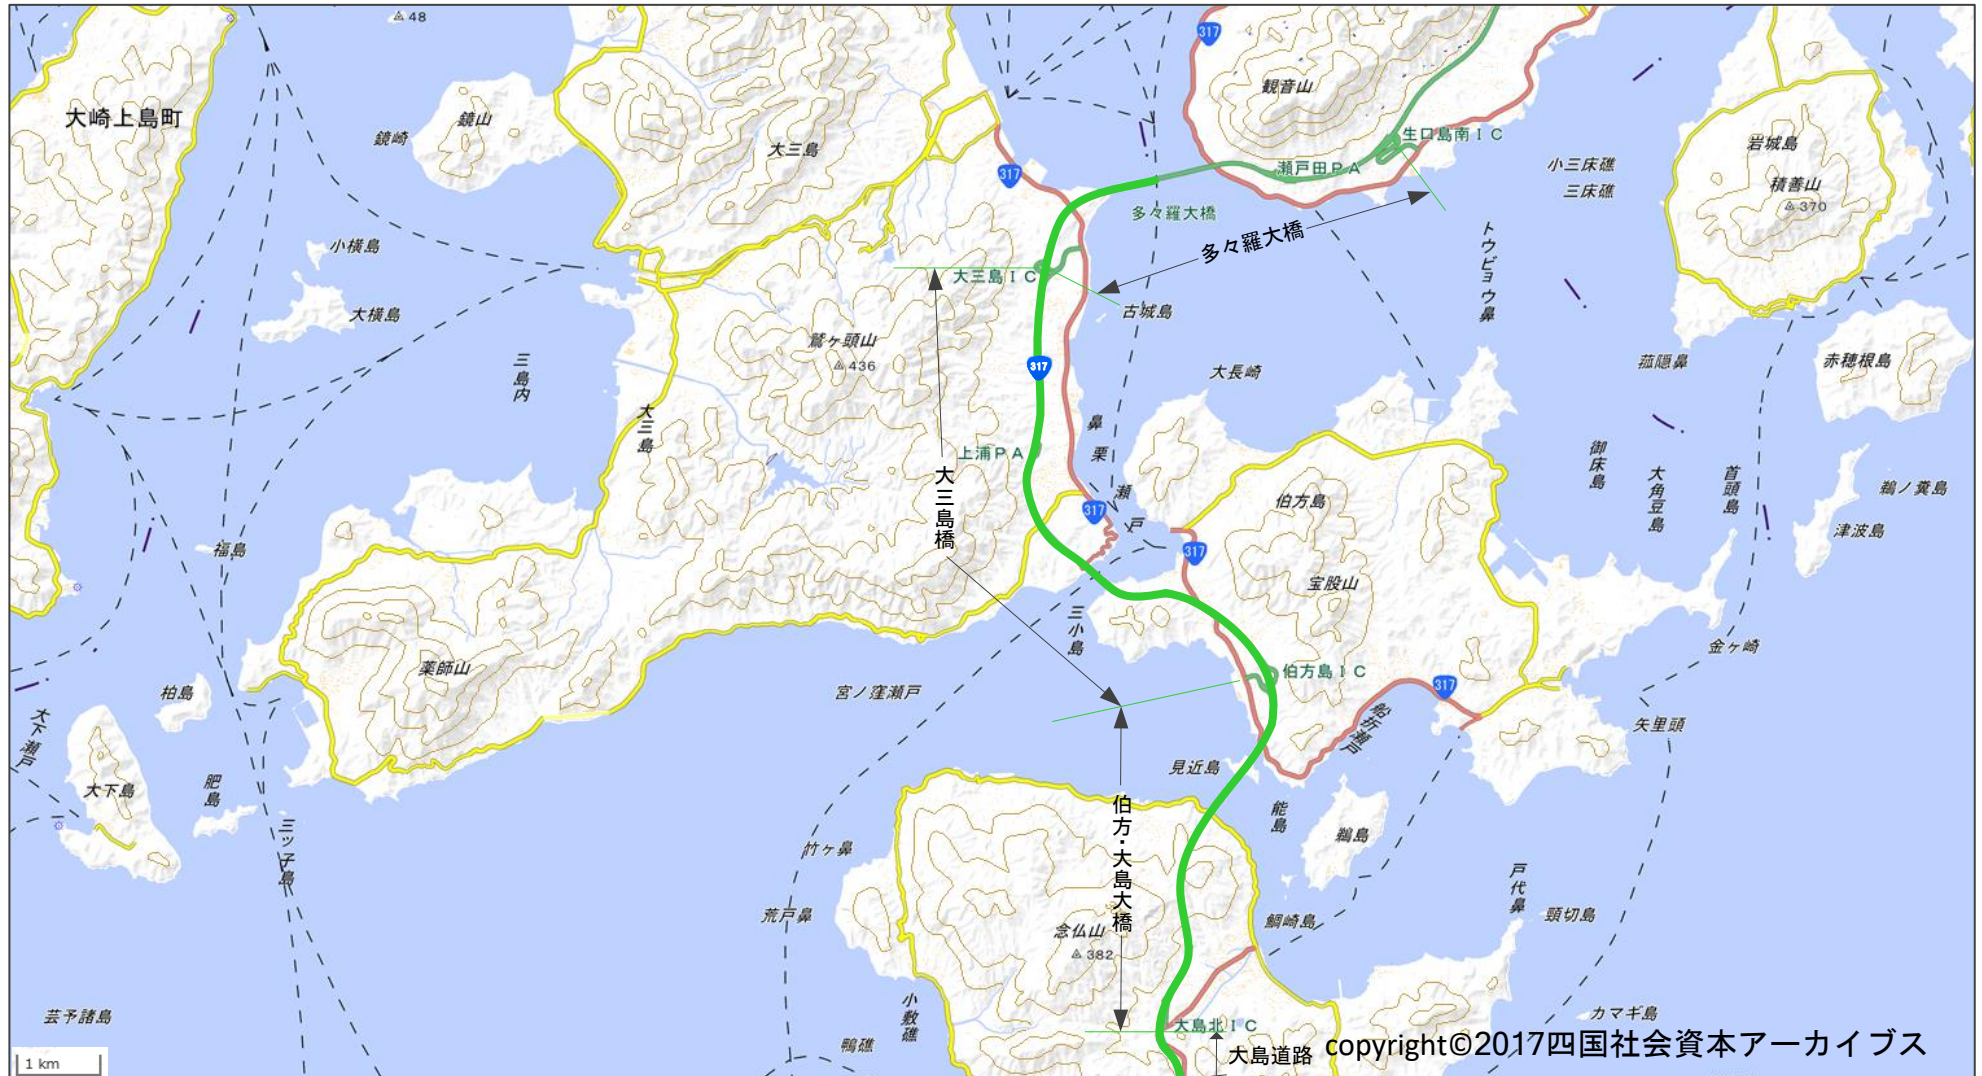 48
317
大崎上島町
鏡山
鏡崎
大三島
観音山
生口島南IC
瀬戸田PA
岩城島
積善山
370
小三床礁
三床礁
317
多々羅大橋
多々羅大橋
トウビョウ鼻
小横島
大横島
大三島IC
古城島
鷲ヶ頭山
436
三島内
大三島
317
大長崎
菰隠鼻
赤穂根島
鼻栗瀬戸
上浦PA
大三島橋
317
伯方島
御床島
大角豆島
首頭島
鵜ノ糞島
津波島
福島
317
宝股山
三小島
金ヶ崎
薬師山
柏島
宮ノ窪瀬戸
伯方島IC
317
船折瀬戸
矢里頭
大下瀬戸
大下島
肥島
見近島
伯方・大島大橋
能島
鵜島
三ッ子島
竹ヶ鼻
荒戸鼻
念仏山
382
鯛崎島
戸代鼻
頸切島
芸予諸島
小敷礁
鴨礁
大島北IC
カマギ島
大島道路
1 km
copyright©2017四国社会資本アーカイブス